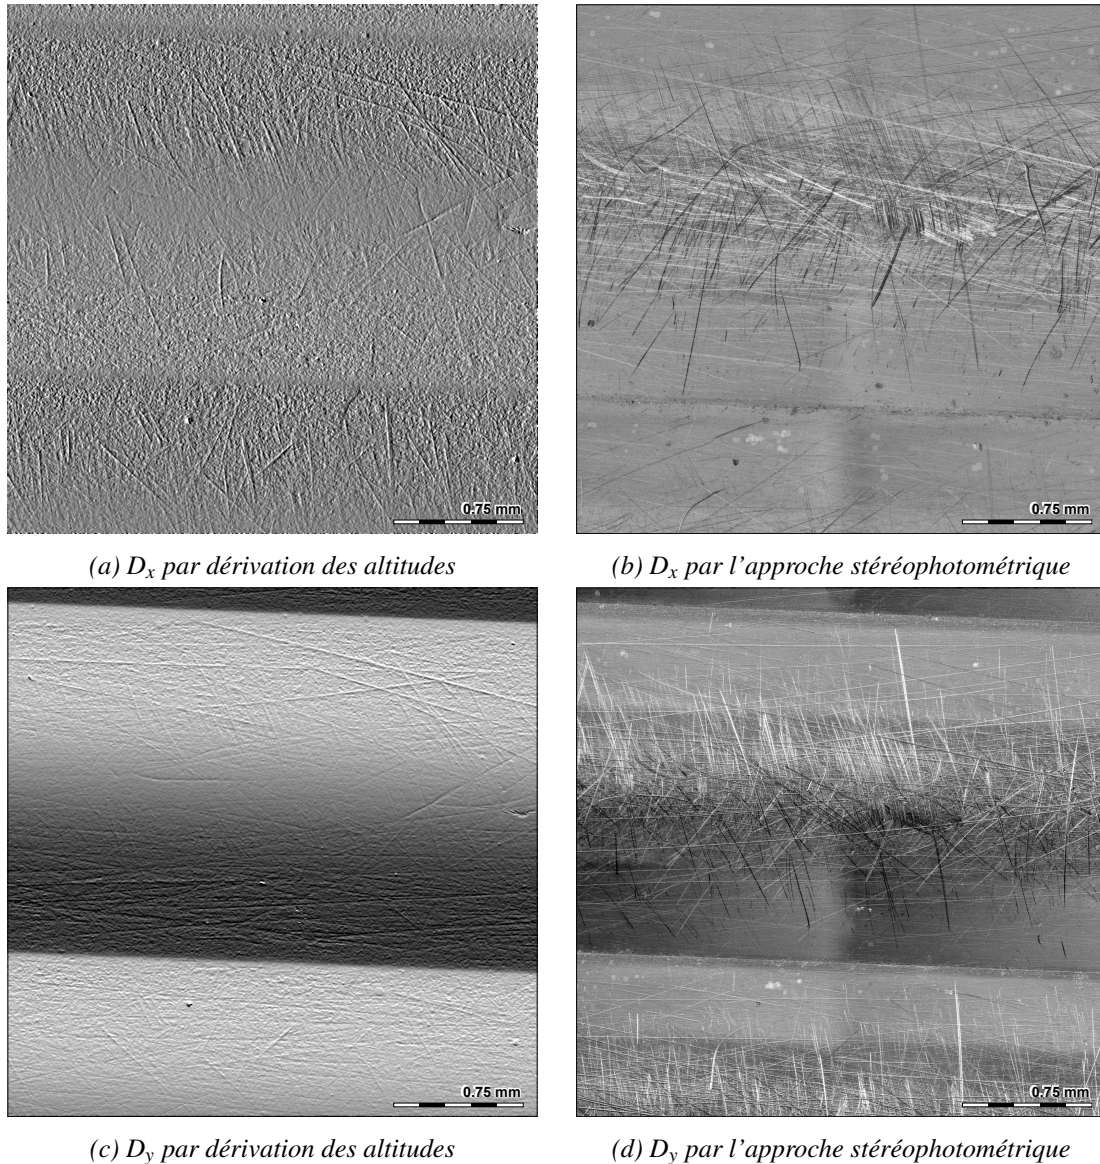 0.75 mm
0.75 mm
(a) Dx par dérivation des altitudes
(b) Dx par l'approche stéréophotométrique
0.75 mm
0.75 mm
(c) Dy par dérivation des altitudes
(d) Dy par l'approche stéréophotométrique